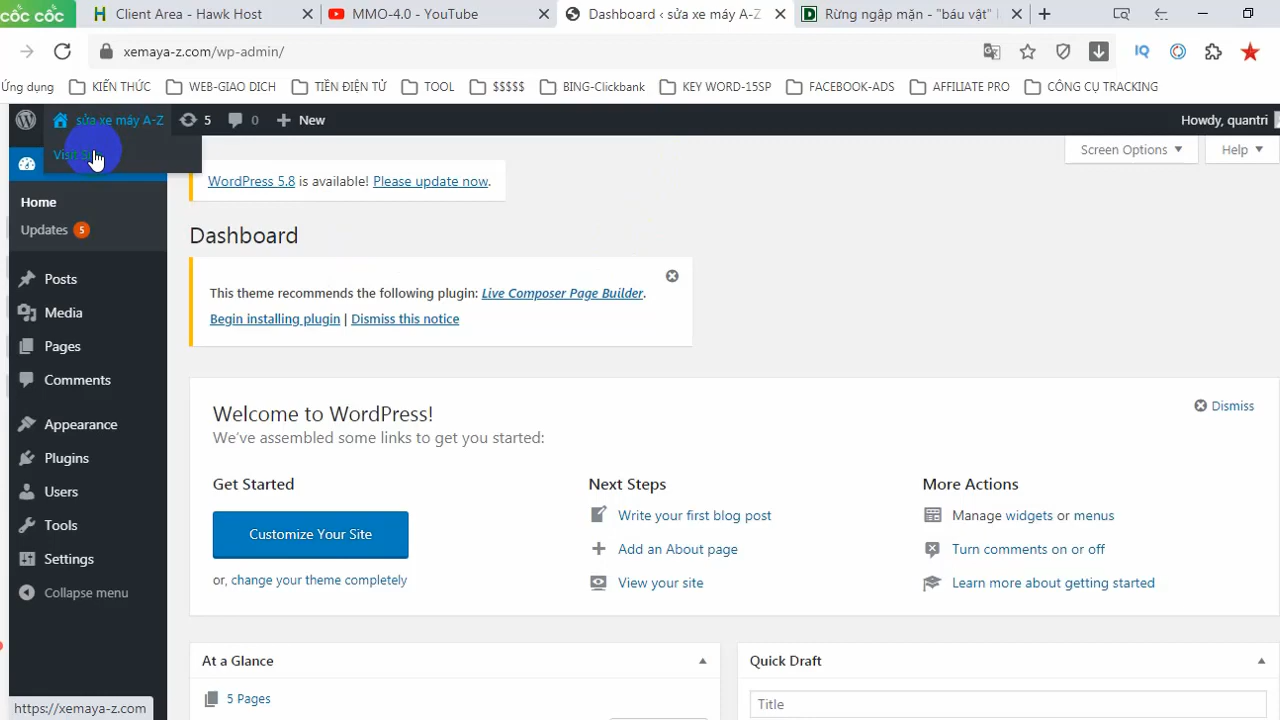 cốc cốc
Client Area - Hawk Host
MMO-4.0 - YouTube
Dashboard ‹ sửa xe máy A-Z
Rừng ngập mặn - "báu vật"
xemaya-z.com/wp-admin/
Ứng dụng
KIẾN THỨC
WEB-GIAO DỊCH
TIỀN ĐIỆN TỬ
TOOL
$$$$$
BING-Clickbank
KEY WORD-15SP
FACEBOOK-ADS
AFFILIATE PRO
CÔNG CỤ TRACKING
sửa xe máy A-Z
5
0
New
Howdy, quantri
Visit
Screen Options
Help
WordPress 5.8 is available! Please update now.
Home
Updates 5
Dashboard
Posts
Media
Pages
Comments
Appearance
Plugins
Users
Tools
Settings
Collapse menu
This theme recommends the following plugin: Live Composer Page Builder.
Begin installing plugin | Dismiss this notice
Welcome to WordPress!
Dismiss
We've assembled some links to get you started:
Get Started
Customize Your Site
or, change your theme completely
Next Steps
Write your first blog post
Add an About page
View your site
More Actions
Manage widgets or menus
Turn comments on or off
Learn more about getting started
At a Glance
5 Pages
Quick Draft
Title
https://xemaya-z.com